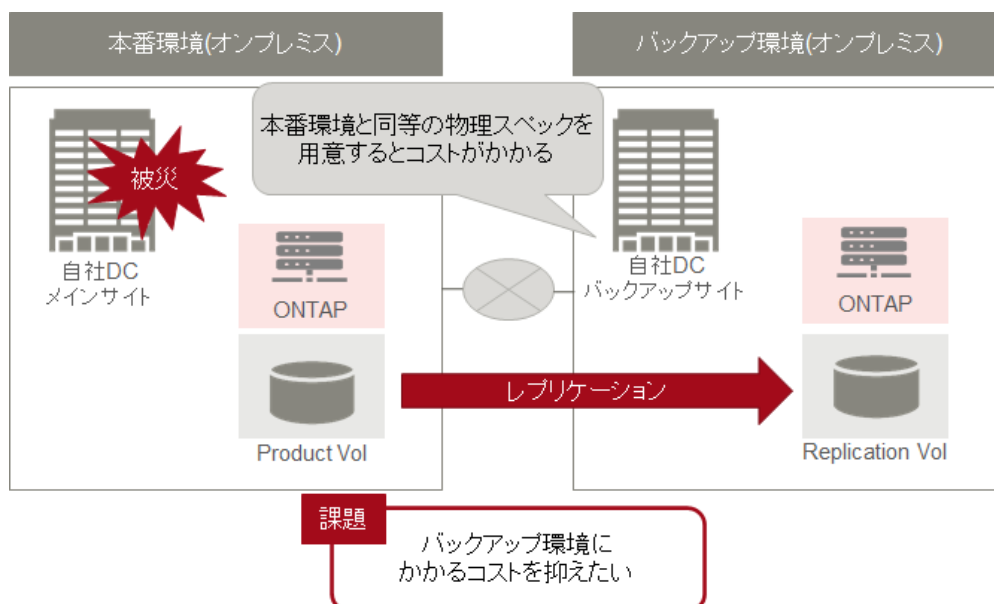 本番環境(オンプレミス)
バックアップ環境(オンプレミス)
本番環境と同等の物理スペックを
用意するとコストがかかる
被災
自社DC
メインサイト
ONTAP
Product Vol
自社DC
バックアップサイト
ONTAP
レプリケーション
Replication Vol
課題
バックアップ環境に
かかるコストを抑えたい